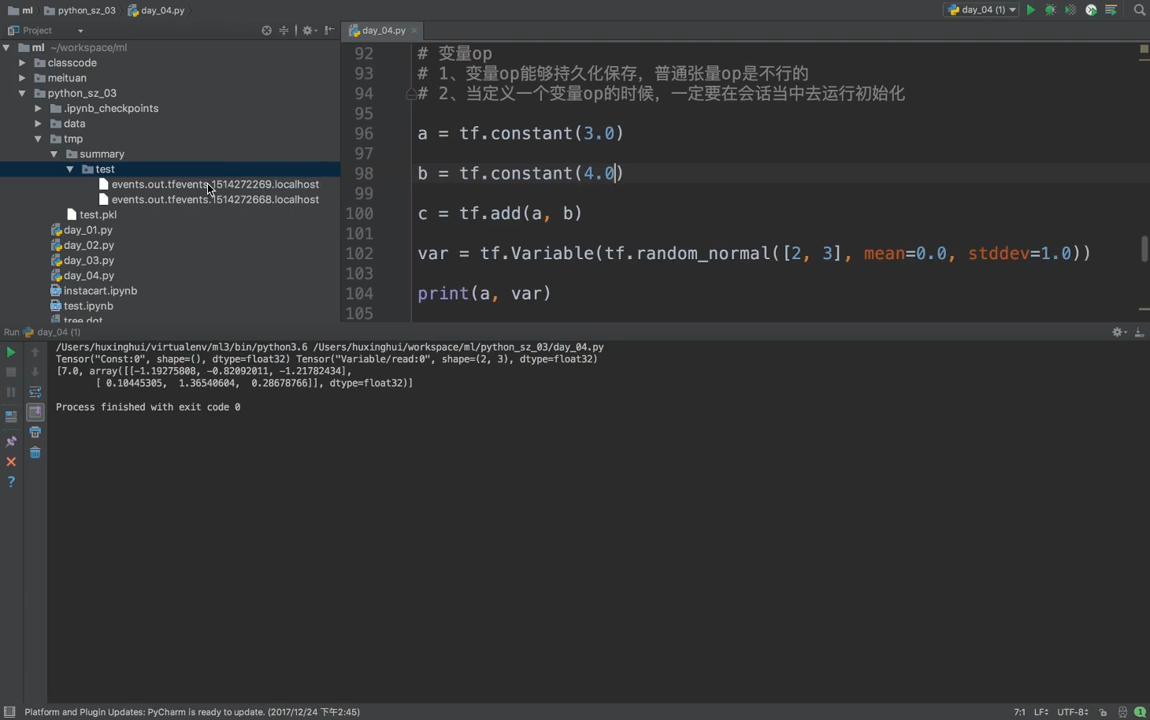 ml python_sz_03 day_04.py
day_04 (1)
Project
day_04.py
ml ~/workspace/ml
classcode
meituan
python_sz_03
.ipynb_checkpoints
data
tmp
summary
test
events.out.tfevents.1514272269.localhost
events.out.tfevents.1514272668.localhost
test.pkl
day_01.py
day_02.py
day_03.py
day_04.py
instacart.ipynb
test.ipynb
tree.dot
92 # 变量op
93 # 1、变量op能够持久化保存，普通张量op是不行的
94 # 2、当定义一个变量op的时候，一定要在会话当中去运行初始化
95
96 a = tf.constant(3.0)
97
98 b = tf.constant(4.0)
99
100 c = tf.add(a, b)
101
102 var = tf.Variable(tf.random_normal([2, 3], mean=0.0, stddev=1.0))
103
104 print(a, var)
105
Run day_04 (1)
/Users/huxinghui/virtualenv/ml3/bin/python3.6 /Users/huxinghui/workspace/ml/python_sz_03/day_04.py
Tensor("Const:0", shape=(), dtype=float32) Tensor("Variable/read:0", shape=(2, 3), dtype=float32)
[7.0, array([[-1.19275808, -0.82092011, -1.21782434],
[ 0.10445305, 1.36540604, 0.28678766]], dtype=float32)]
Process finished with exit code 0
Platform and Plugin Updates: PyCharm is ready to update. (2017/12/24 下午2:45)
7:1 LF÷ UTF-8÷ 1